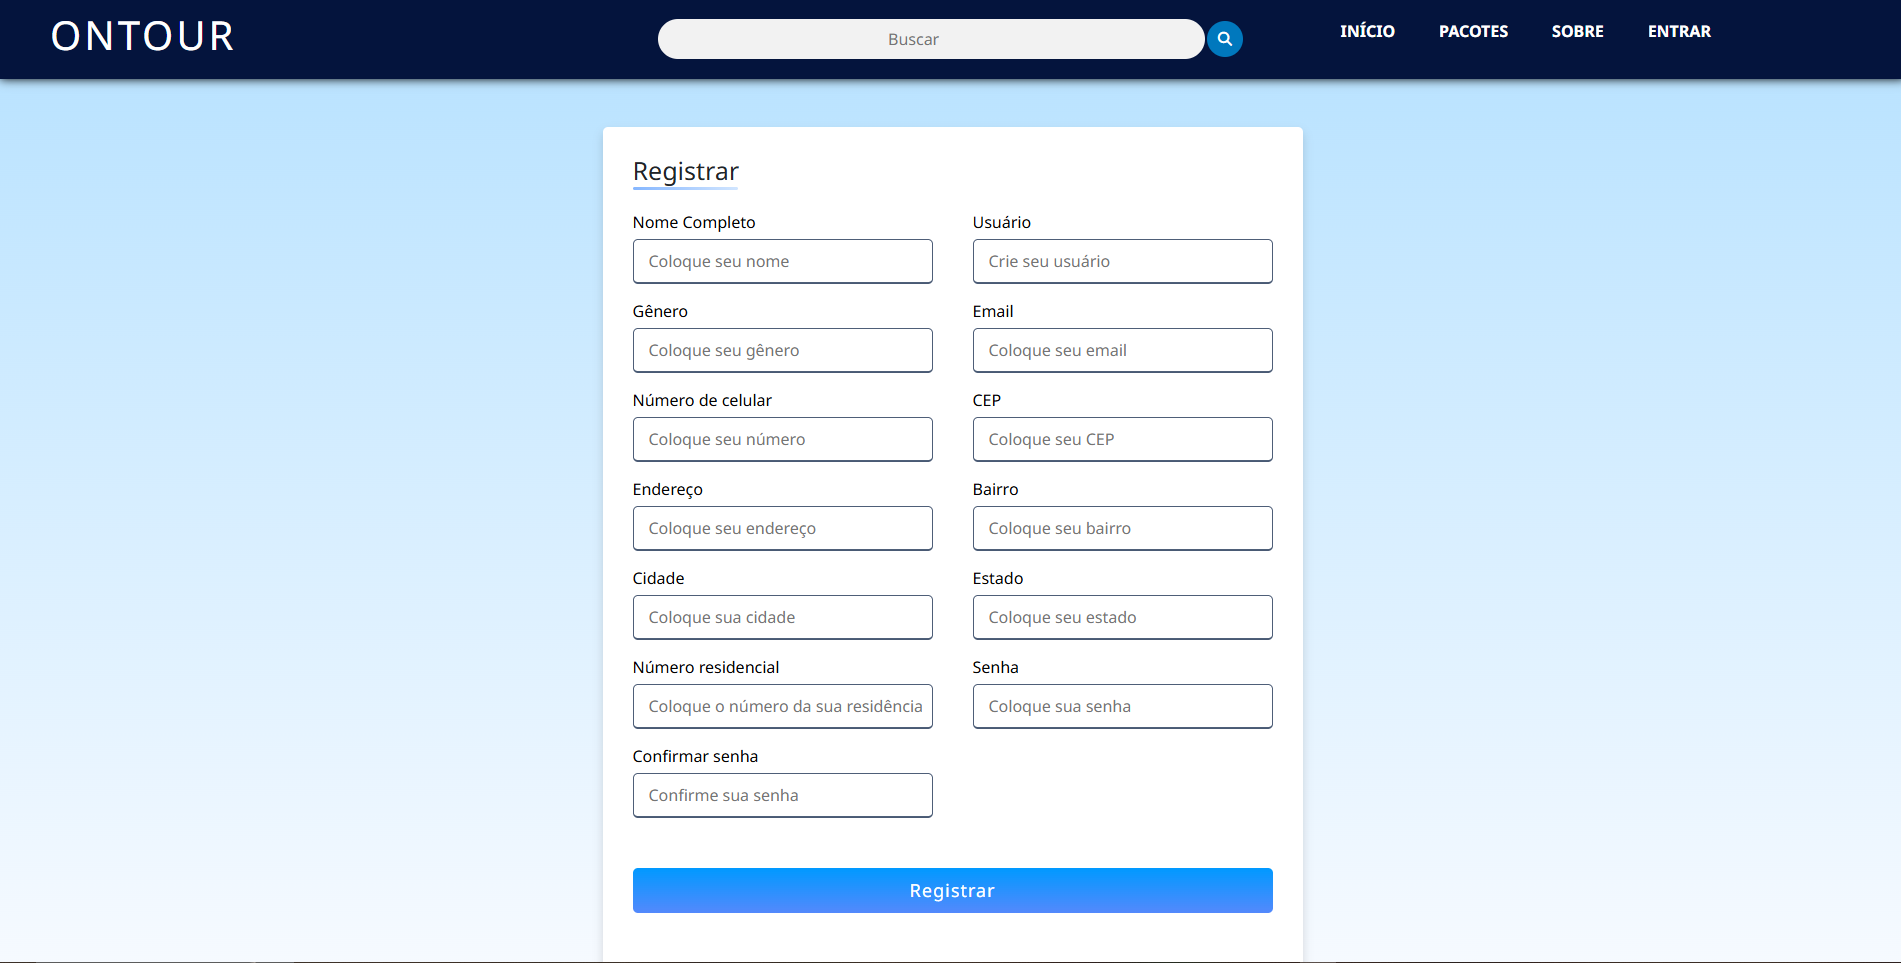 ONTOUR
Buscar
INÍCIO PACOTES SOBRE ENTRAR
Registrar
Nome Completo Usuário
Coloque seu nome Crie seu usuário
Gênero Email
Coloque seu gênero Coloque seu email
Número de celular CEP
Coloque seu número Coloque seu CEP
Endereço Bairro
Coloque seu endereço Coloque seu bairro
Cidade Estado
Coloque sua cidade Coloque seu estado
Número residencial Senha
Coloque o número da sua residência Coloque sua senha
Confirmar senha
Confirme sua senha
Registrar